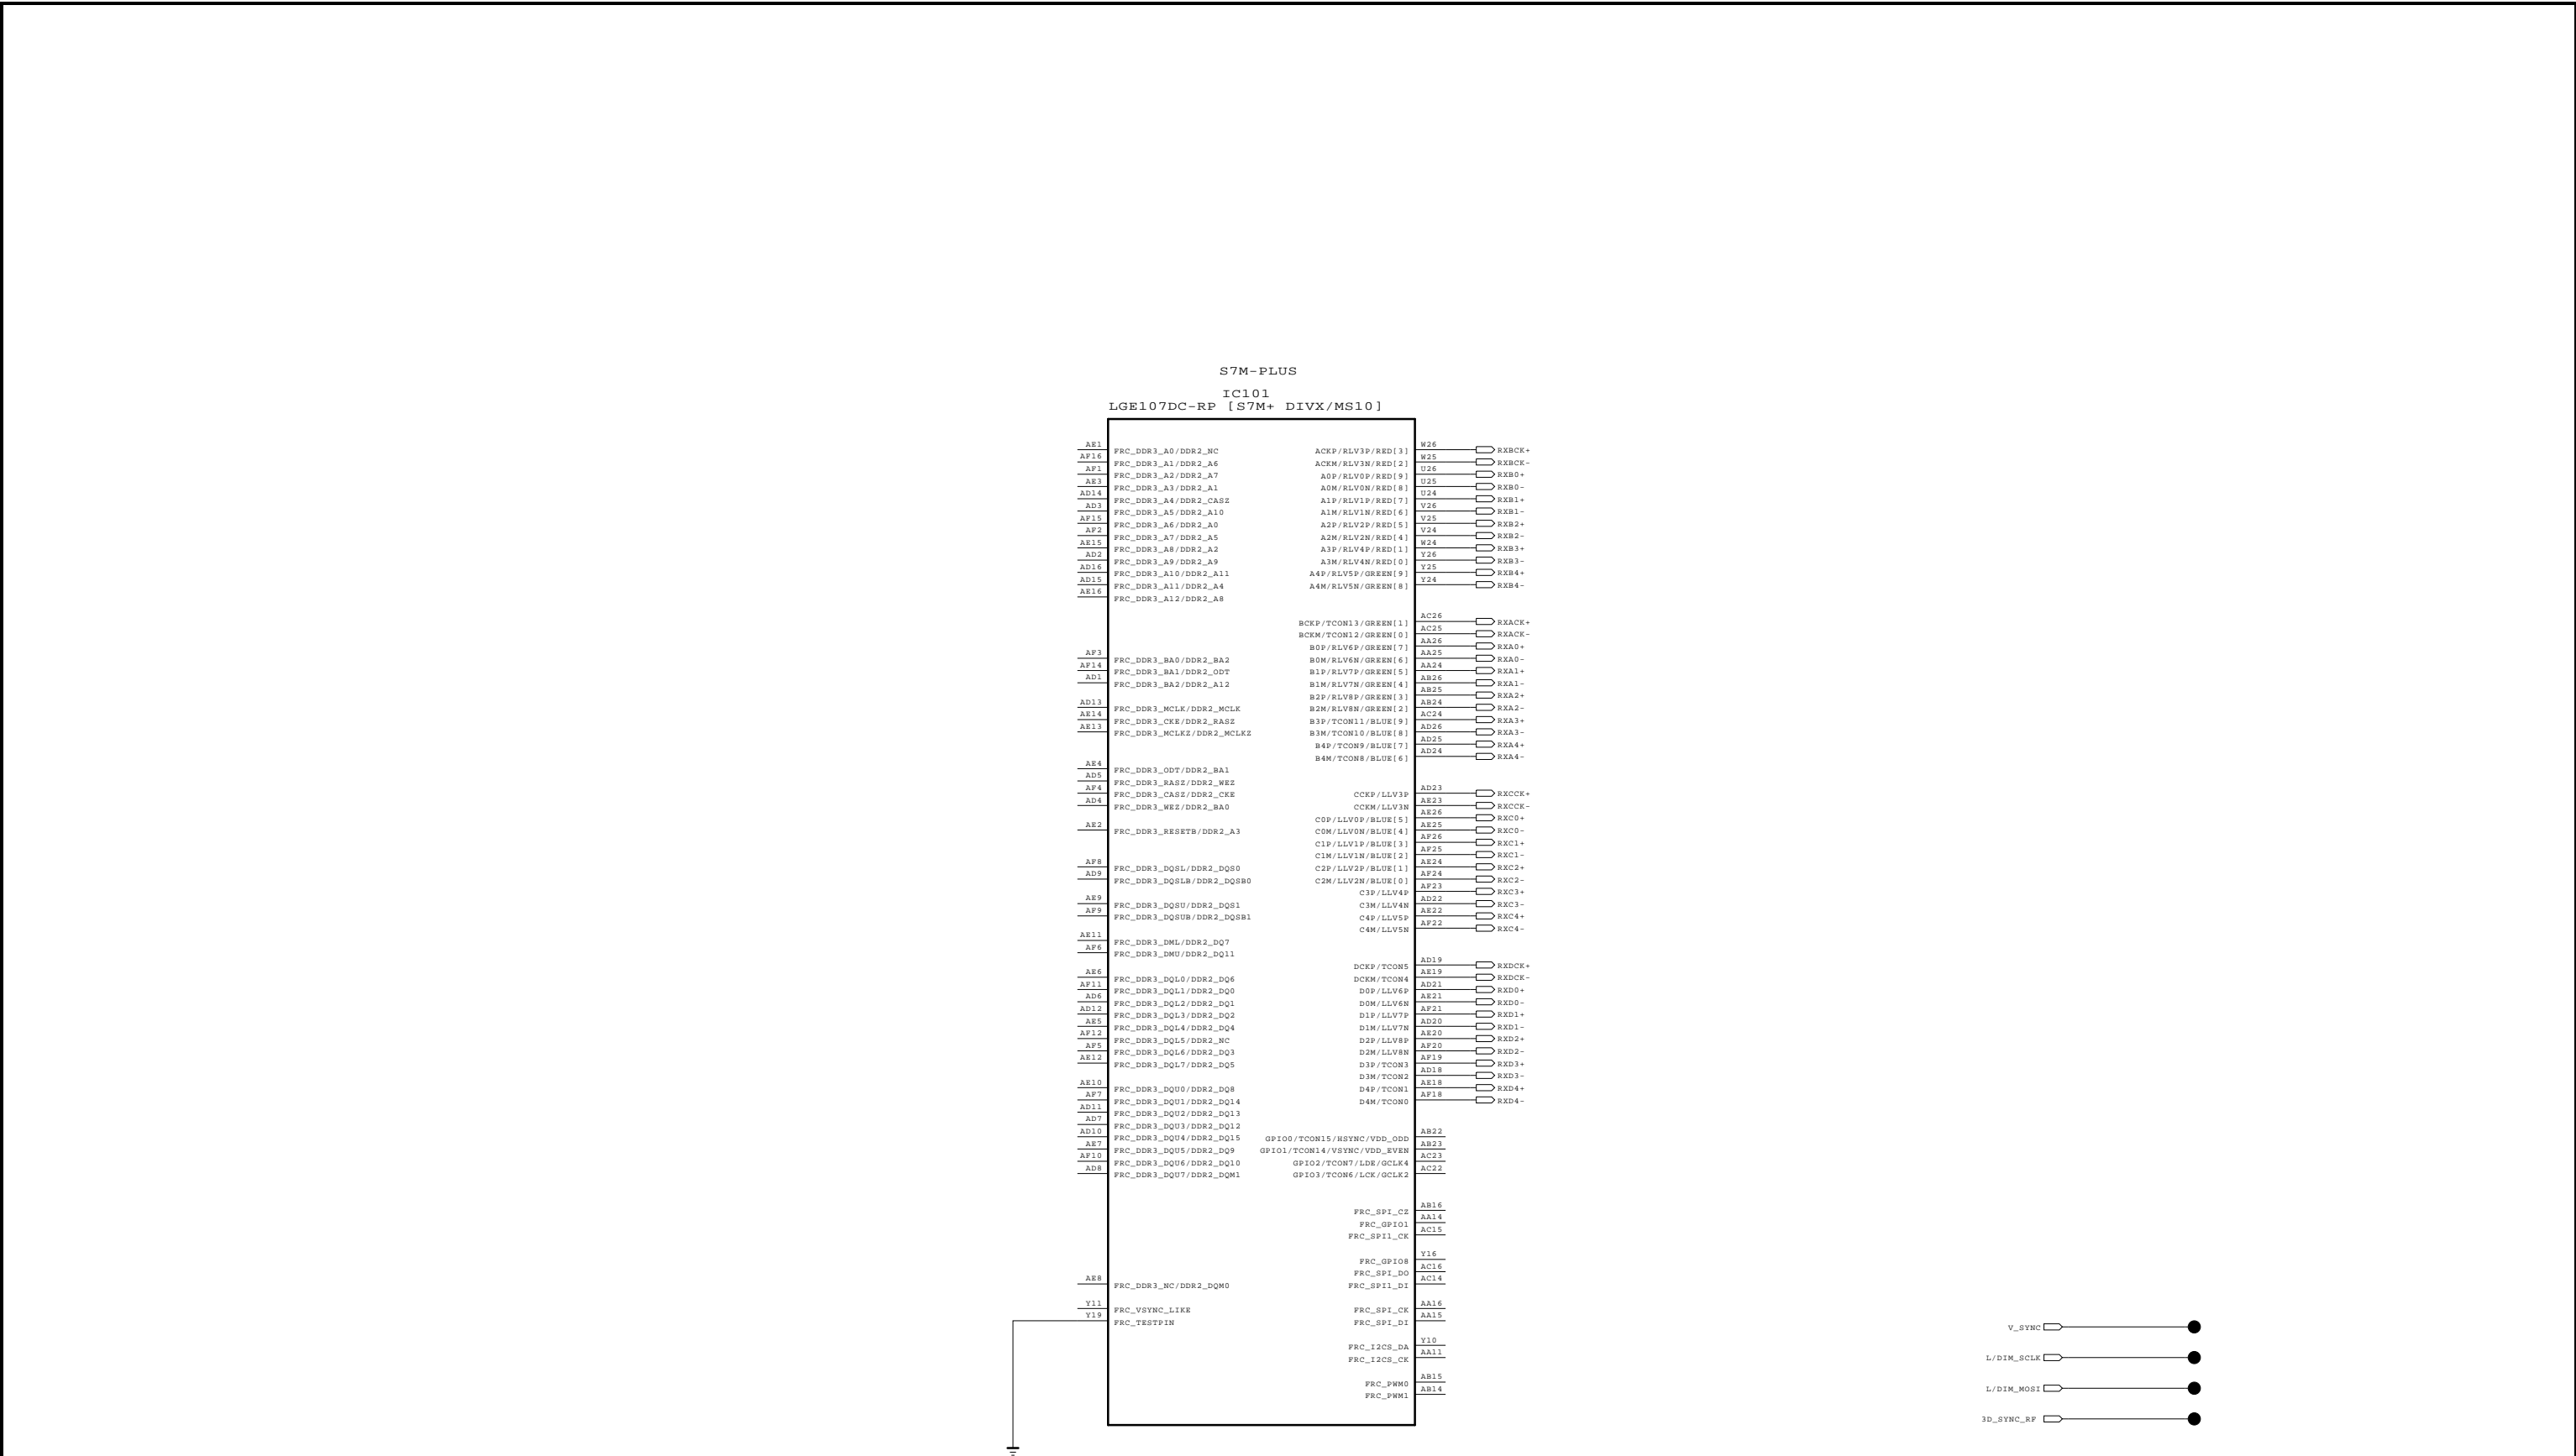 S7M-PLUS
IC101
LGE107DC-RP [S7M+ DIVX/MS10]
AE1 FRC_DDR3_A0/DDR2_NC
AF16 FRC_DDR3_A1/DDR2_A6
AF1 FRC_DDR3_A2/DDR2_A7
AE3 FRC_DDR3_A3/DDR2_A1
AD14 FRC_DDR3_A4/DDR2_CASZ
AD3 FRC_DDR3_A5/DDR2_A10
AF15 FRC_DDR3_A6/DDR2_A0
AF2 FRC_DDR3_A7/DDR2_A5
AE15 FRC_DDR3_A8/DDR2_A2
AD2 FRC_DDR3_A9/DDR2_A9
AD16 FRC_DDR3_A10/DDR2_A11
AD15 FRC_DDR3_A11/DDR2_A4
AE16 FRC_DDR3_A12/DDR2_A8
AF3 FRC_DDR3_BA0/DDR2_BA2
AF14 FRC_DDR3_BA1/DDR2_ODT
AD1 FRC_DDR3_BA2/DDR2_A12
AD13 FRC_DDR3_MCLK/DDR2_MCLK
AE14 FRC_DDR3_CKE/DDR2_RASZ
AE13 FRC_DDR3_MCLKZ/DDR2_MCLKZ
AE4 FRC_DDR3_ODT/DDR2_BA1
AD5 FRC_DDR3_RASZ/DDR2_WEZ
AF4 FRC_DDR3_CASZ/DDR2_CKE
AD4 FRC_DDR3_WEZ/DDR2_BA0
AE2 FRC_DDR3_RESETB/DDR2_A3
AF8 FRC_DDR3_DQSL/DDR2_DQS0
AD9 FRC_DDR3_DQSLB/DDR2_DQSB0
AE9 FRC_DDR3_DQSU/DDR2_DQS1
AF9 FRC_DDR3_DQSUB/DDR2_DQSB1
AE11 FRC_DDR3_DML/DDR2_DQ7
AF6 FRC_DDR3_DMU/DDR2_DQ11
AE6 FRC_DDR3_DQL0/DDR2_DQ6
AF11 FRC_DDR3_DQL1/DDR2_DQ0
AD6 FRC_DDR3_DQL2/DDR2_DQ1
AD12 FRC_DDR3_DQL3/DDR2_DQ2
AE5 FRC_DDR3_DQL4/DDR2_DQ4
AF12 FRC_DDR3_DQL5/DDR2_NC
AF5 FRC_DDR3_DQL6/DDR2_DQ3
AE12 FRC_DDR3_DQL7/DDR2_DQ5
AE10 FRC_DDR3_DQU0/DDR2_DQ8
AF7 FRC_DDR3_DQU1/DDR2_DQ14
AD11 FRC_DDR3_DQU2/DDR2_DQ13
AD7 FRC_DDR3_DQU3/DDR2_DQ12
AD10 FRC_DDR3_DQU4/DDR2_DQ15
AE7 FRC_DDR3_DQU5/DDR2_DQ9
AF10 FRC_DDR3_DQU6/DDR2_DQ10
AD8 FRC_DDR3_DQU7/DDR2_DQM1
AE8 FRC_DDR3_NC/DDR2_DQM0
Y11 FRC_VSYNC_LIKE
Y19 FRC_TESTPIN
ACKP/RLV3P/RED[3] W26 RXBCK+
ACKM/RLV3N/RED[2] W25 RXBCK-
A0P/RLV0P/RED[9] U26 RXB0+
A0M/RLV0N/RED[8] U25 RXB0-
A1P/RLV1P/RED[7] U24 RXB1+
A1M/RLV1N/RED[6] V26 RXB1-
A2P/RLV2P/RED[5] V25 RXB2+
A2M/RLV2N/RED[4] V24 RXB2-
A3P/RLV4P/RED[1] W24 RXB3+
A3M/RLV4N/RED[0] Y26 RXB3-
A4P/RLV5P/GREEN[9] Y25 RXB4+
A4M/RLV5N/GREEN[8] Y24 RXB4-
BCKP/TCON13/GREEN[1] AC26 RXACK+
BCKM/TCON12/GREEN[0] AC25 RXACK-
B0P/RLV6P/GREEN[7] AA26 RXA0+
B0M/RLV6N/GREEN[6] AA25 RXA0-
B1P/RLV7P/GREEN[5] AA24 RXA1+
B1M/RLV7N/GREEN[4] AB26 RXA1-
B2P/RLV8P/GREEN[3] AB25 RXA2+
B2M/RLV8N/GREEN[2] AB24 RXA2-
B3P/TCON11/BLUE[9] AC24 RXA3+
B3M/TCON10/BLUE[8] AD26 RXA3-
B4P/TCON9/BLUE[7] AD25 RXA4+
B4M/TCON8/BLUE[6] AD24 RXA4-
CCKP/LLV3P AD23 RXCCK+
CCKM/LLV3N AE23 RXCCK-
C0P/LLV0P/BLUE[5] AE26 RXC0+
C0M/LLV0N/BLUE[4] AE25 RXC0-
C1P/LLV1P/BLUE[3] AF26 RXC1+
C1M/LLV1N/BLUE[2] AF25 RXC1-
C2P/LLV2P/BLUE[1] AE24 RXC2+
C2M/LLV2N/BLUE[0] AF24 RXC2-
C3P/LLV4P AF23 RXC3+
C3M/LLV4N AD22 RXC3-
C4P/LLV5P AE22 RXC4+
C4M/LLV5N AF22 RXC4-
DCKP/TCON5 AD19 RXDCK+
DCKM/TCON4 AE19 RXDCK-
D0P/LLV6P AD21 RXD0+
D0M/LLV6N AE21 RXD0-
D1P/LLV7P AF21 RXD1+
D1M/LLV7N AD20 RXD1-
D2P/LLV8P AE20 RXD2+
D2M/LLV8N AF20 RXD2-
D3P/TCON3 AF19 RXD3+
D3M/TCON2 AD18 RXD3-
D4P/TCON1 AE18 RXD4+
D4M/TCON0 AF18 RXD4-
GPIO0/TCON15/HSYNC/VDD_ODD AB22
GPIO1/TCON14/VSYNC/VDD_EVEN AB23
GPIO2/TCON7/LDE/GCLK4 AC23
GPIO3/TCON6/LCK/GCLK2 AC22
FRC_SPI_CZ AB16
FRC_GPIO1 AA14
FRC_SPI1_CK AC15
FRC_GPIO8 Y16
FRC_SPI_DO AC16
FRC_SPI1_DI AC14
FRC_SPI_CK AA16
FRC_SPI_DI AA15
FRC_I2CS_DA Y10
FRC_I2CS_CK AA11
FRC_PWM0 AB15
FRC_PWM1 AB14
V_SYNC
L/DIM_SCLK
L/DIM_MOSI
3D_SYNC_RF